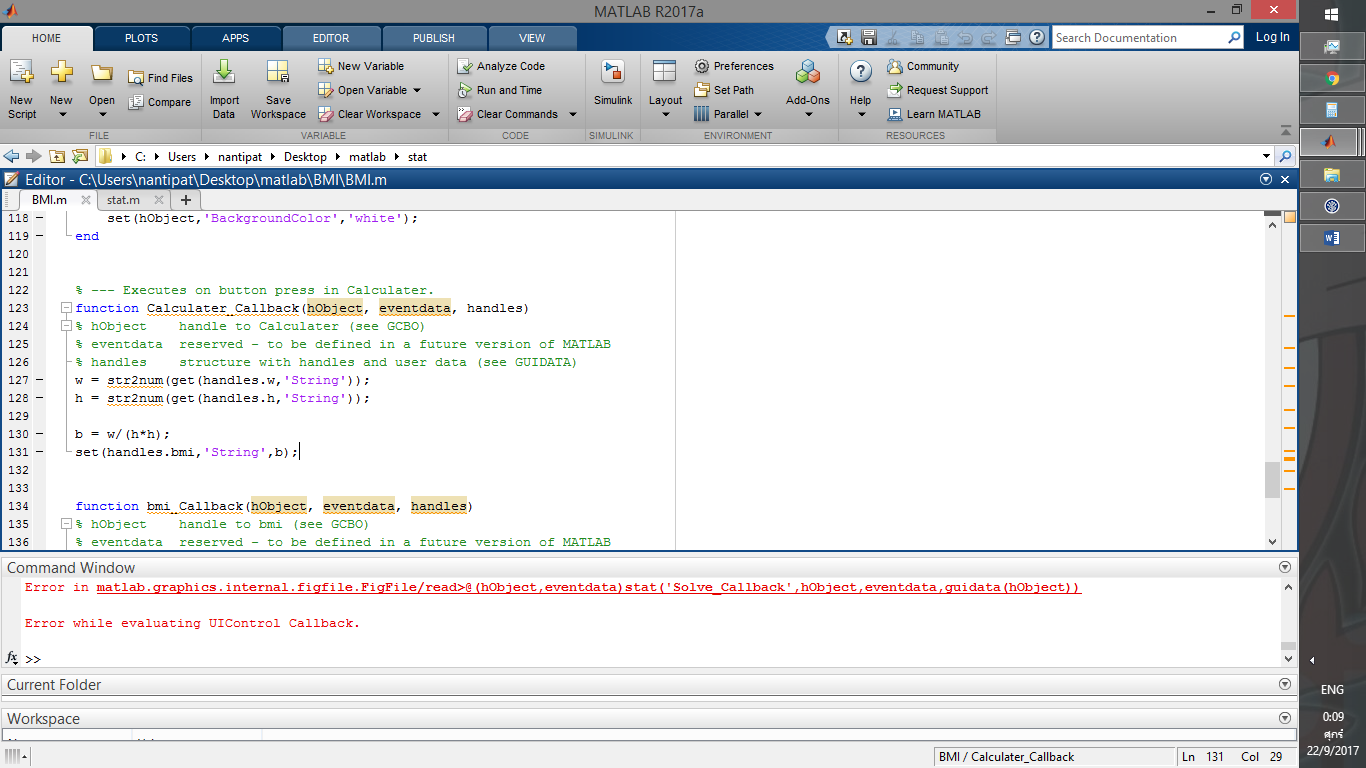 MATLAB R2017a
HOME PLOTS APPS EDITOR PUBLISH VIEW Search Documentation Log In
New Script New Open Find Files Compare Import Data Save Workspace New Variable Open Variable Clear Workspace Analyze Code Run and Time Clear Commands Simulink Layout Preferences Set Path Parallel Add-Ons Help Community Request Support Learn MATLAB
FILE VARIABLE CODE SIMULINK ENVIRONMENT RESOURCES
C: Users nantipat Desktop matlab stat
Editor - C:\Users\nantipat\Desktop\matlab\BMI\BMI.m
BMI.m stat.m
118 set(hObject,'BackgroundColor','white');
119 end
120
121
122 % --- Executes on button press in Calculater.
123 function Calculater_Callback(hObject, eventdata, handles)
124 % hObject    handle to Calculater (see GCBO)
125 % eventdata  reserved - to be defined in a future version of MATLAB
126 % handles    structure with handles and user data (see GUIDATA)
127 w = str2num(get(handles.w,'String'));
128 h = str2num(get(handles.h,'String'));
129
130 b = w/(h*h);
131 set(handles.bmi,'String',b);
132
133
134 function bmi_Callback(hObject, eventdata, handles)
135 % hObject    handle to bmi (see GCBO)
136 % eventdata  reserved - to be defined in a future version of MATLAB
Command Window
Error in matlab.graphics.internal.figfile.FigFile/read>@(hObject,eventdata)stat('Solve_Callback',hObject,eventdata,guidata(hObject))
Error while evaluating UIControl Callback.
fx >>
Current Folder
Workspace
BMI / Calculater_Callback Ln 131 Col 29
ENG
0:09
ศุกร์
22/9/2017